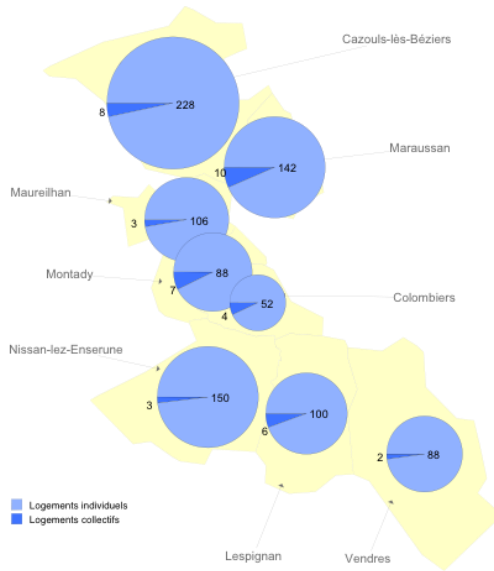 Cazouls-lès-Béziers
228
8
Maraussan
142
10
Maureilhan
106
3
Montady
88
7
Colombiers
52
4
Nissan-lez-Enserune
150
3
100
6
88
2
Logements individuels
Logements collectifs
Lespignan
Vendres